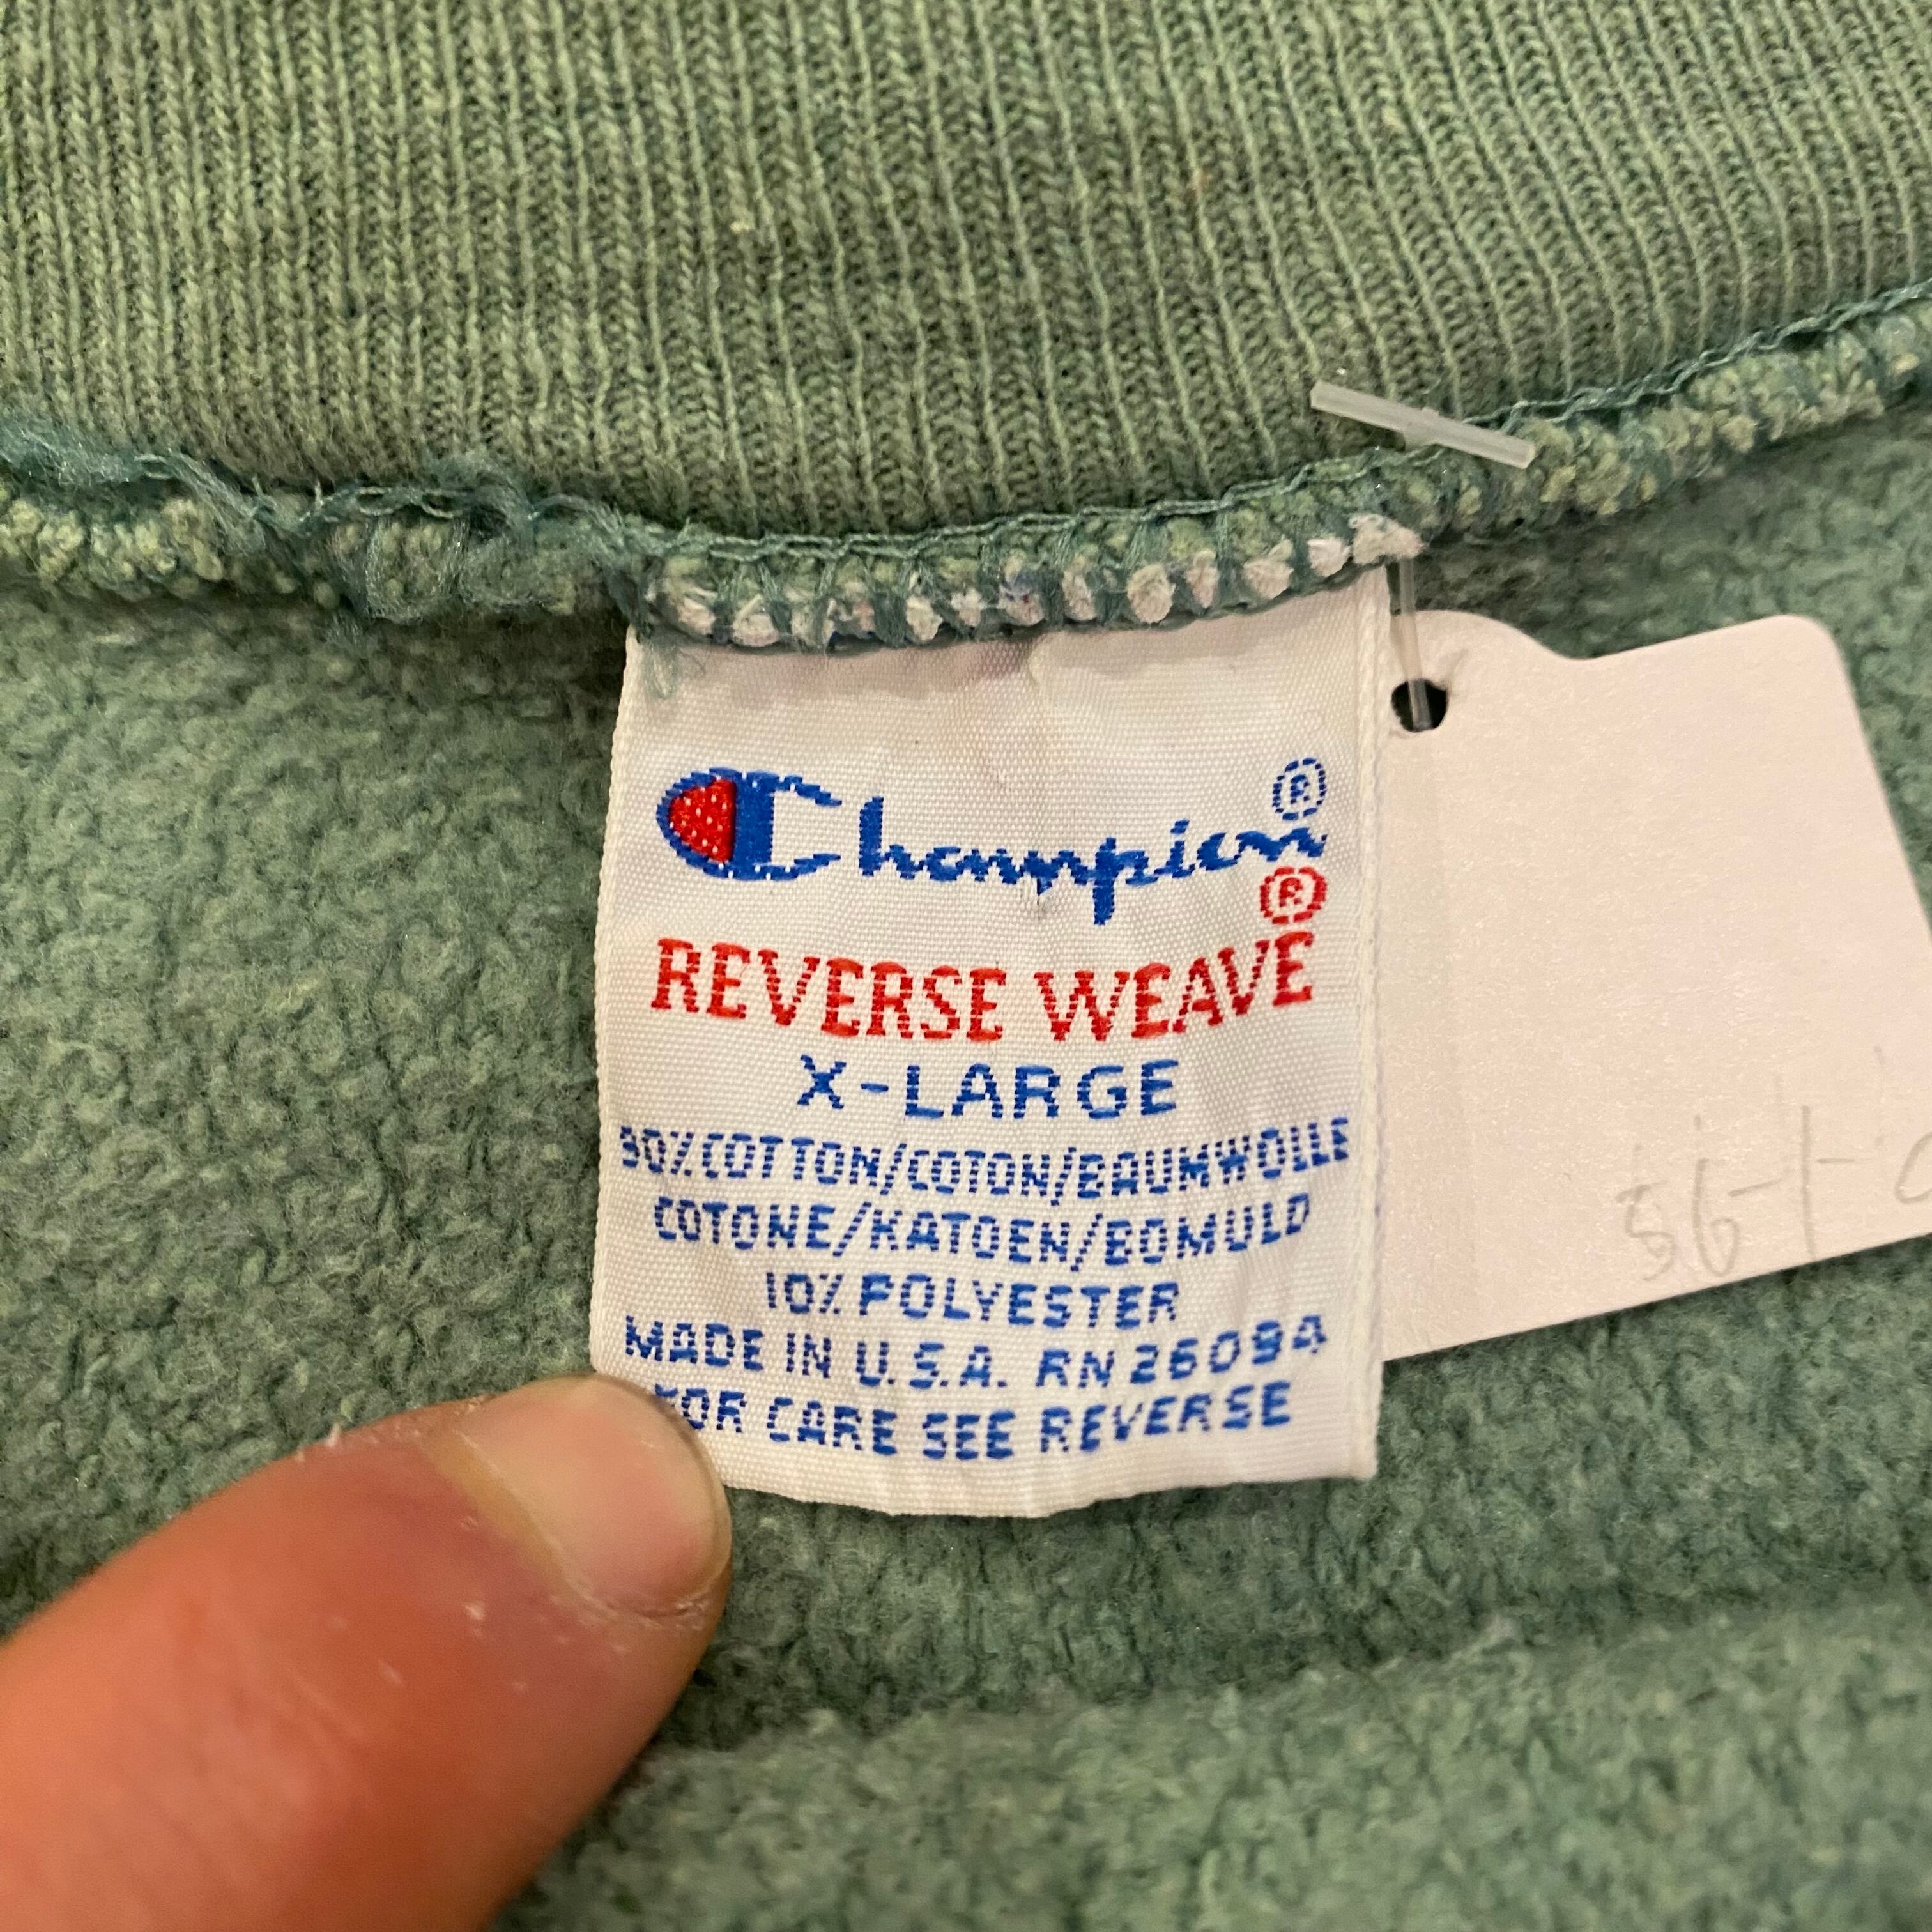 Champion®
®
REVERSE WEAVE
X-LARGE
90% COTTON/COTON/BAUMWOLLE
COTONE/KATOEN/BOMULD
10% POLYESTER
MADE IN U.S.A. RN 26094
FOR CARE SEE REVERSE